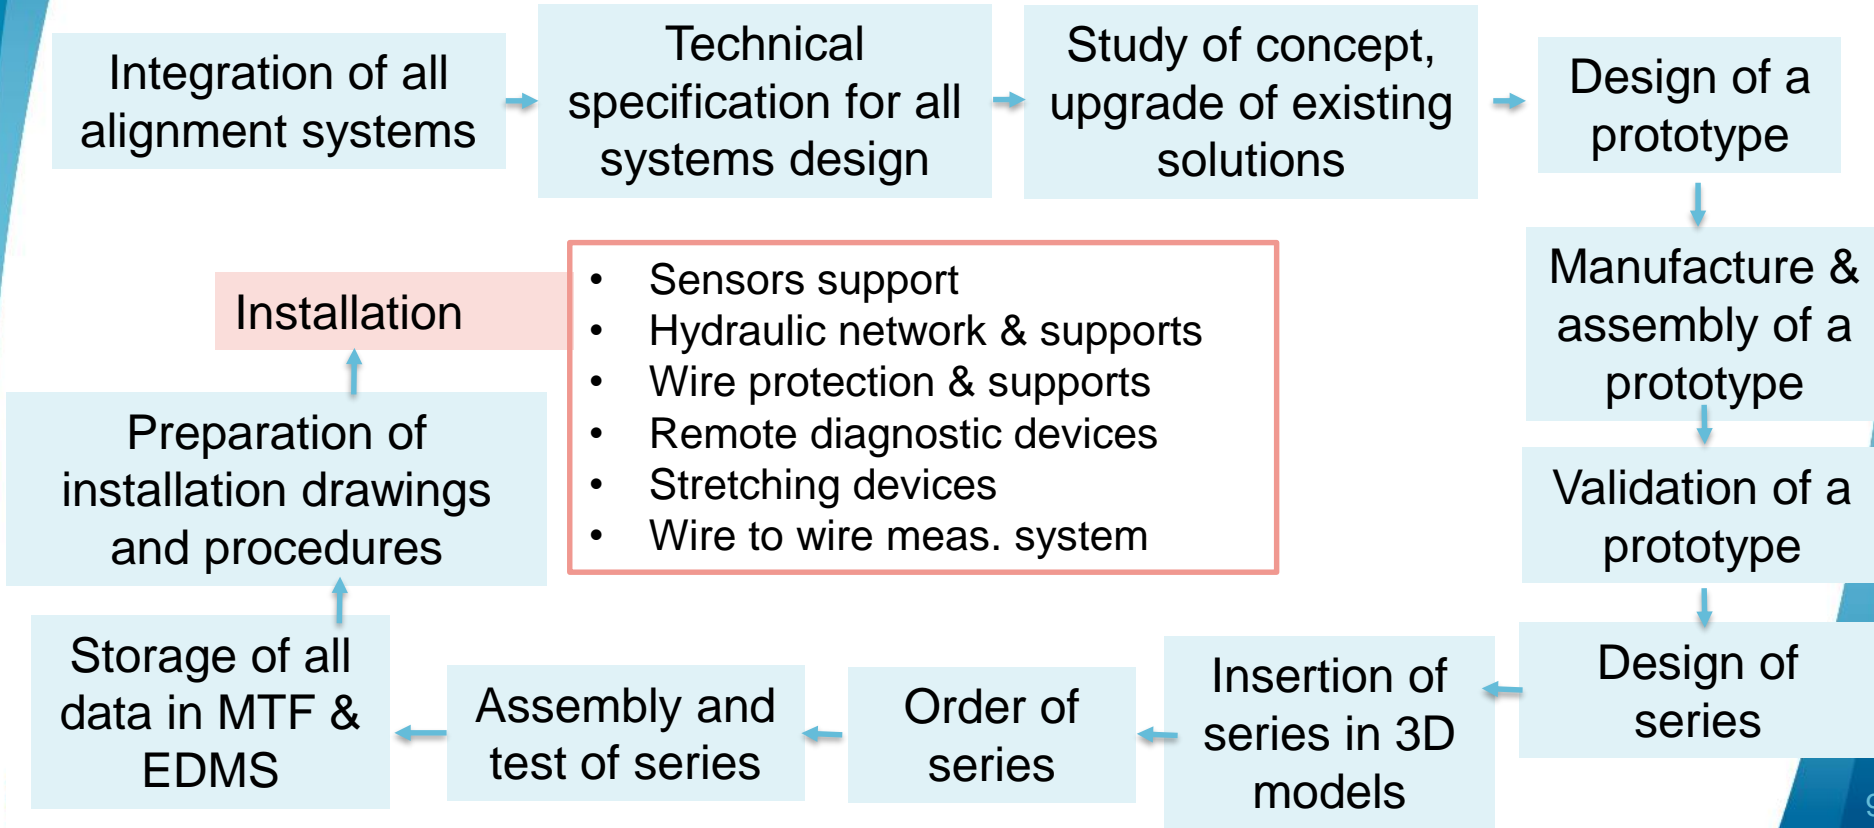 Integration of all
alignment systems
Technical
specification for all
systems design
Study of concept,
upgrade of existing
solutions
Design of a
prototype
Manufacture &
assembly of a
prototype
Validation of a
prototype
Design of
series
Insertion of
series in 3D
models
Order of
series
Assembly and
test of series
Storage of all
data in MTF &
EDMS
Preparation of
installation drawings
and procedures
Installation
• Sensors support
• Hydraulic network & supports
• Wire protection & supports
• Remote diagnostic devices
• Stretching devices
• Wire to wire meas. system